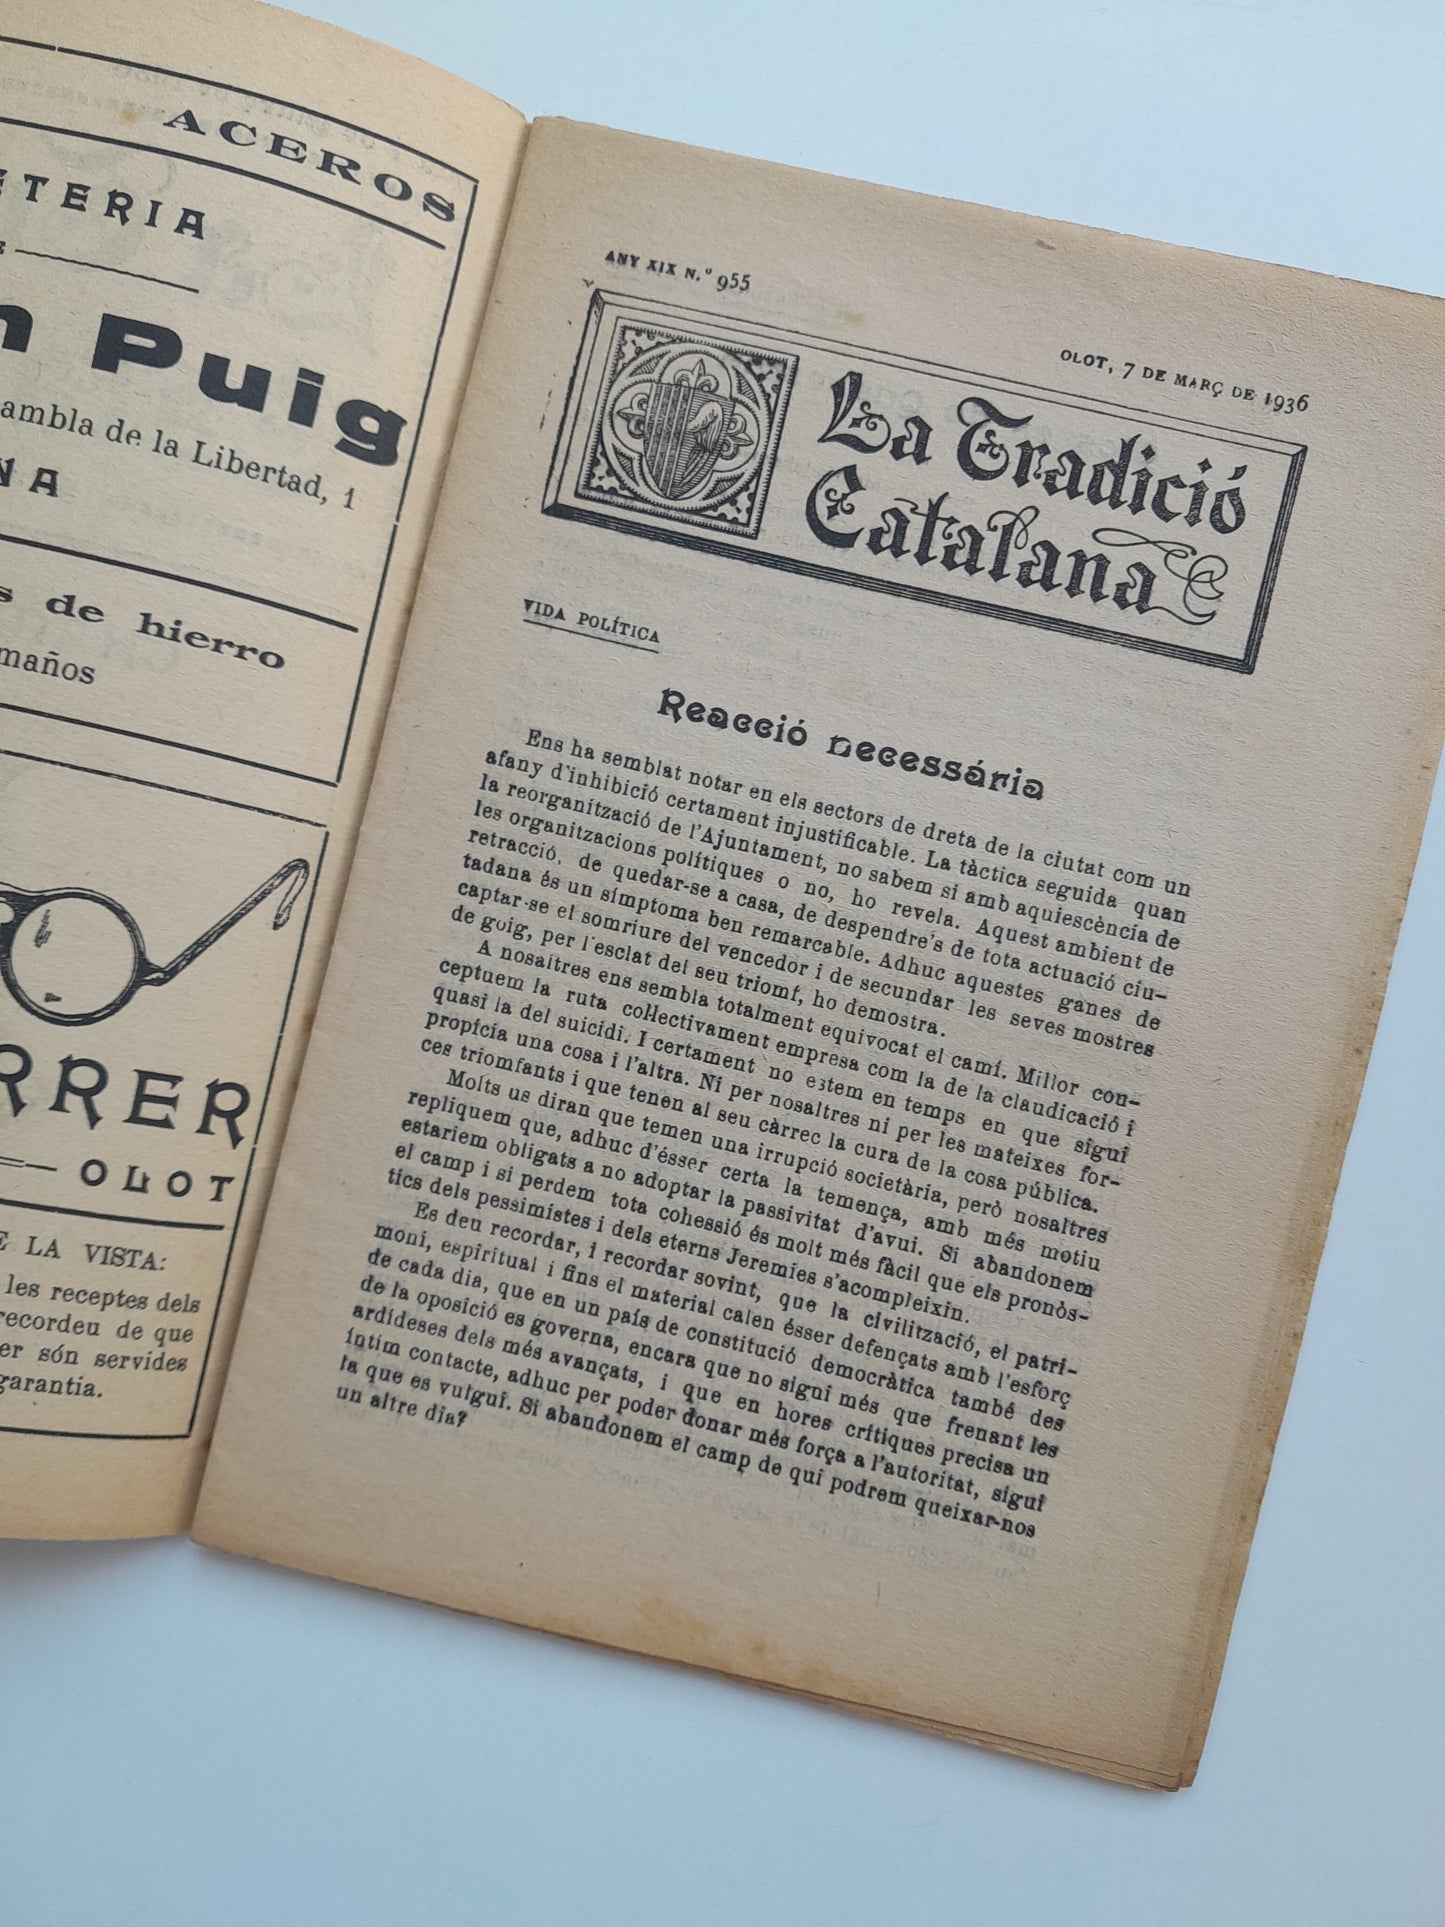 ACEROS
ETERIA
E
n Puig
ambla de la Libertad, 1
NA
s de hierro
maños
RRER
OLOT
E LA VISTA:
les receptes dels
recordeu de que
er són servides
garantia.
ANY XIX N.º 955
OLOT, 7 DE MARÇ DE 1936
La Tradició
Catalana
VIDA POLÍTICA
Reacció necessária
Ens ha semblat notar en els sectors de dreta de la ciutat com un
afany d'inhibició certament injustificable. La tàctica seguida quan
la reorganització de l'Ajuntament, no sabem si amb aquiescència de
les organitzacions polítiques o no, ho revela. Aquest ambient de
retracció, de quedar-se a casa, de despendre's de tota actuació ciu-
tadana és un símptoma ben remarcable. Adhuc aquestes ganes de
captar-se el somriure del vencedor i de secundar les seves mostres
de goig, per l'esclat del seu triomf, ho demostra.
A nosaltres ens sembla totalment equivocat el camí. Millor con-
ceptuem la ruta col·lectivament empresa com la de la claudicació i
quasi la del suicidi. I certament no estem en temps en que sigui
propícia una cosa i l'altra. Ni per nosaltres ni per les mateixes for-
ces triomfants i que tenen al seu càrrec la cura de la cosa pública.
Molts us diran que temen una irrupció societària, però nosaltres
repliquem que, adhuc d'ésser certa la temença, amb més motiu
estariem obligats a no adoptar la passivitat d'avui. Si abandonem
el camp i si perdem tota cohessió és molt més fàcil que els pronòs-
tics dels pessimistes i dels eterns Jeremies s'acompleixin.
Es deu recordar, i recordar sovint, que la civilització, el patri-
moni, espiritual i fins el material calen ésser defençats amb l'esforç
de cada dia, que en un país de constitució democràtica també des
de la oposició es governa, encara que no sigui més que frenant les
ardideses dels més avançats, i que en hores crítiques precisa un
íntim contacte, adhuc per poder donar més força a l'autoritat, sigui
la que es vulgui. Si abandonem el camp de qui podrem queixar-nos
un altre dia?